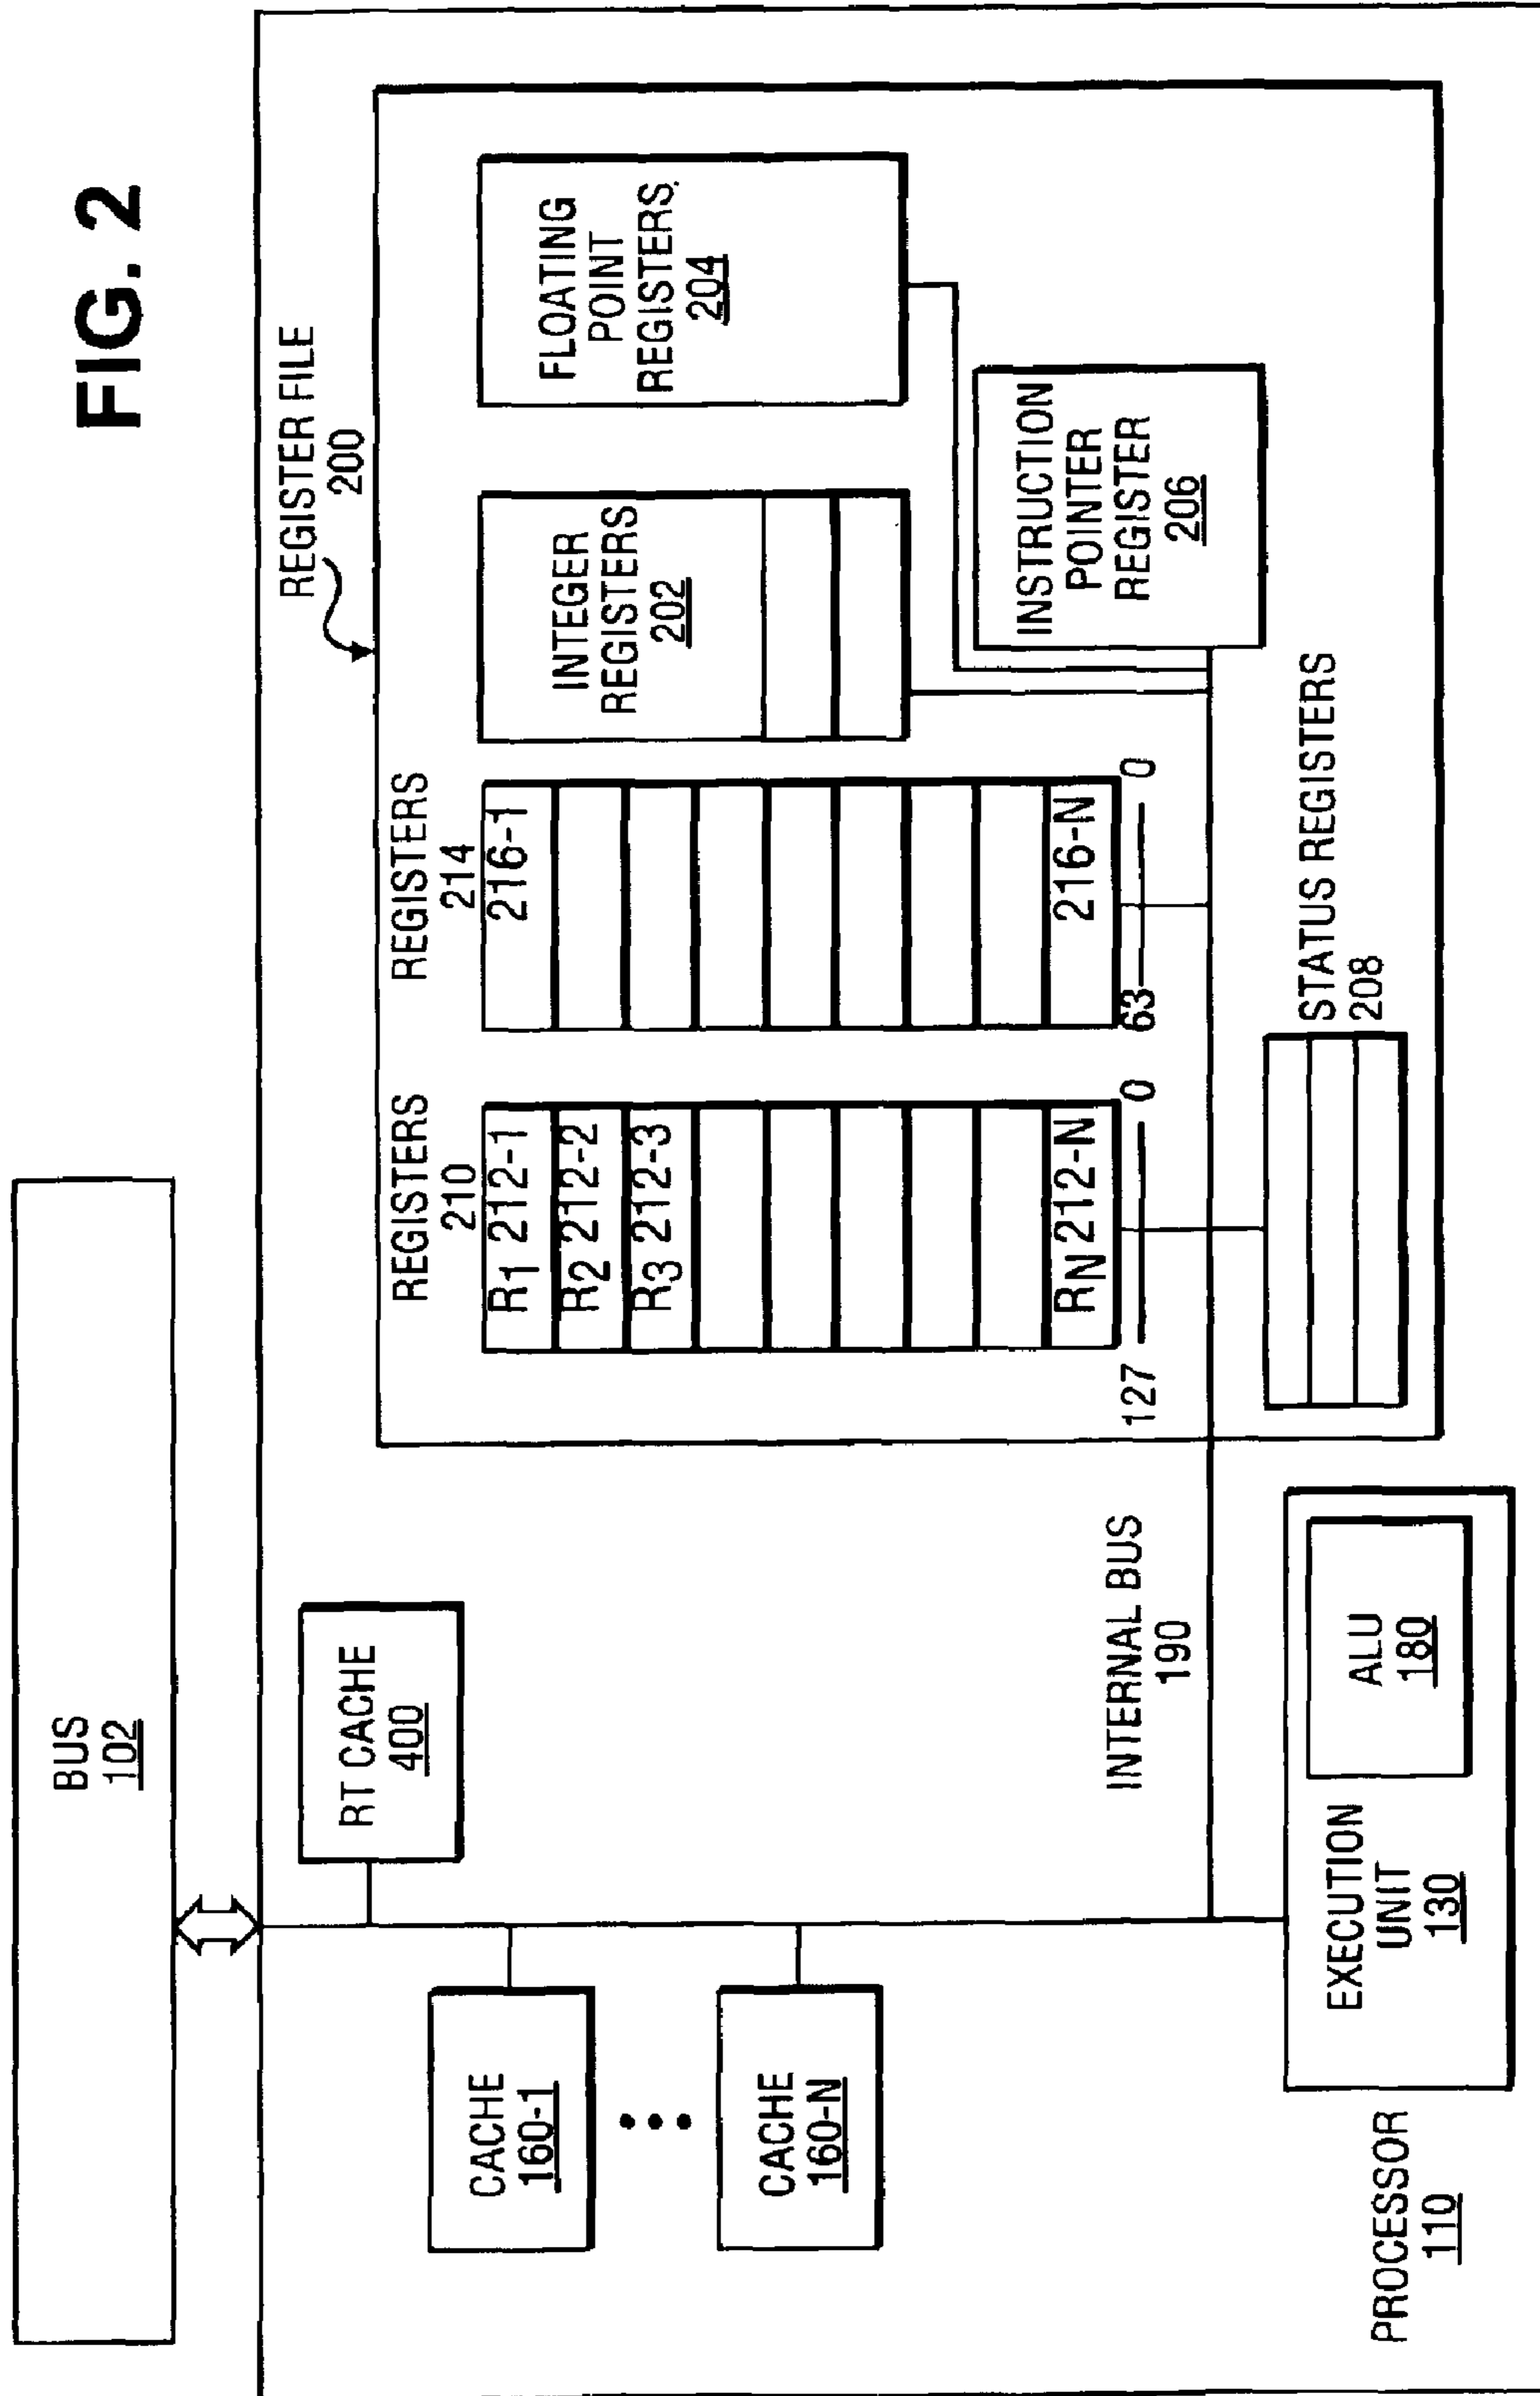 FIG. 2
BUS
102
REGISTER FILE
200
RT CACHE
400
CACHE
160-1
CACHE
160-N
REGISTERS
210
R1 212-1
R2 212-2
R3 212-3
RN 212-N
127
0
REGISTERS
214
216-1
216-N
63
0
INTEGER
REGISTERS
202
FLOATING
POINT
REGISTERS
204
INSTRUCTION
POINTER
REGISTER
206
STATUS REGISTERS
208
INTERNAL BUS
190
EXECUTION
UNIT
130
ALU
180
PROCESSOR
110